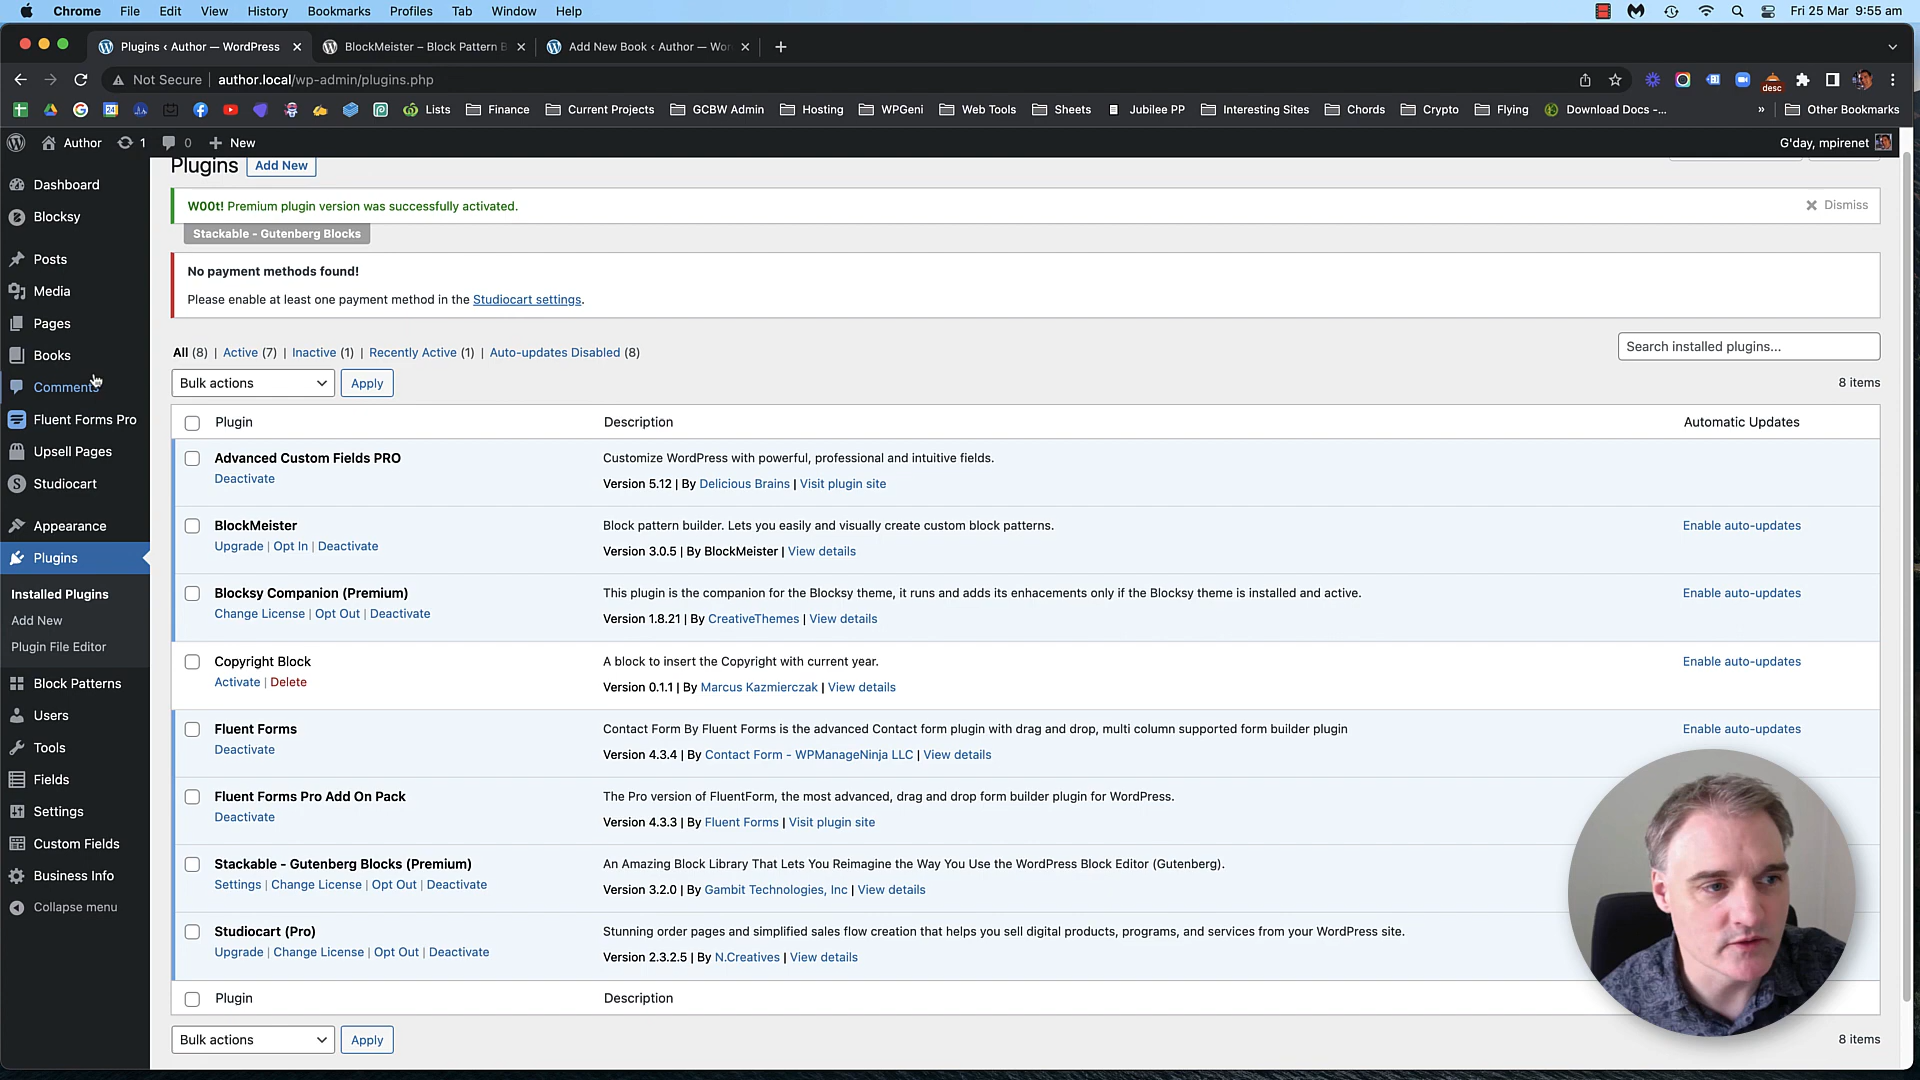 Chrome File Edit View History Bookmarks Profiles Tab Window Help Fri 25 Mar 9:55 am
Plugins ‹ Author — WordPress BlockMeister – Block Pattern B Add New Book ‹ Author — Wor
Not Secure author.local/wp-admin/plugins.php desc
Lists Finance Current Projects GCBW Admin Hosting WPGeni Web Tools Sheets Jubilee PP Interesting Sites Chords Crypto Flying Download Docs -... » Other Bookmarks
Author 1 0 New G'day, mpirenet
Dashboard
Blocksy
Posts
Media
Pages
Books
Comments
Fluent Forms Pro
Upsell Pages
Studiocart
Appearance
Plugins
Installed Plugins
Add New
Plugin File Editor
Block Patterns
Users
Tools
Fields
Settings
Custom Fields
Business Info
Collapse menu
Plugins Add New
W00t! Premium plugin version was successfully activated. Dismiss
Stackable - Gutenberg Blocks
No payment methods found!
Please enable at least one payment method in the Studiocart settings.
All (8) | Active (7) | Inactive (1) | Recently Active (1) | Auto-updates Disabled (8)
Search installed plugins...
Bulk actions Apply 8 items
Plugin Description Automatic Updates
Advanced Custom Fields PRO Customize WordPress with powerful, professional and intuitive fields.
Deactivate Version 5.12 | By Delicious Brains | Visit plugin site
BlockMeister Block pattern builder. Lets you easily and visually create custom block patterns. Enable auto-updates
Upgrade | Opt In | Deactivate Version 3.0.5 | By BlockMeister | View details
Blocksy Companion (Premium) This plugin is the companion for the Blocksy theme, it runs and adds its enhacements only if the Blocksy theme is installed and active. Enable auto-updates
Change License | Opt Out | Deactivate Version 1.8.21 | By CreativeThemes | View details
Copyright Block A block to insert the Copyright with current year. Enable auto-updates
Activate | Delete Version 0.1.1 | By Marcus Kazmierczak | View details
Fluent Forms Contact Form By Fluent Forms is the advanced Contact form plugin with drag and drop, multi column supported form builder plugin Enable auto-updates
Deactivate Version 4.3.4 | By Contact Form - WPManageNinja LLC | View details
Fluent Forms Pro Add On Pack The Pro version of FluentForm, the most advanced, drag and drop form builder plugin for WordPress.
Deactivate Version 4.3.3 | By Fluent Forms | Visit plugin site
Stackable - Gutenberg Blocks (Premium) An Amazing Block Library That Lets You Reimagine the Way You Use the WordPress Block Editor (Gutenberg).
Settings | Change License | Opt Out | Deactivate Version 3.2.0 | By Gambit Technologies, Inc | View details
Studiocart (Pro) Stunning order pages and simplified sales flow creation that helps you sell digital products, programs, and services from your WordPress site.
Upgrade | Change License | Opt Out | Deactivate Version 2.3.2.5 | By N.Creatives | View details
Plugin Description
Bulk actions Apply 8 items